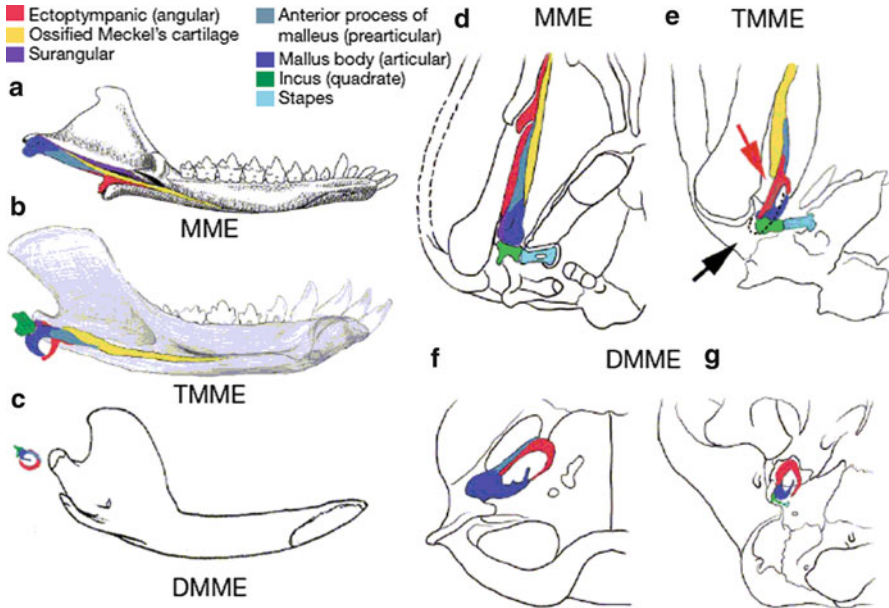 Ectoptympanic (angular)
Ossified Meckel's cartilage
Surangular
Anterior process of
malleus (prearticular)
Mallus body (articular)
Incus (quadrate)
Stapes
a
MME
b
TMME
c
DMME
d
MME
e
TMME
DMME
f
g